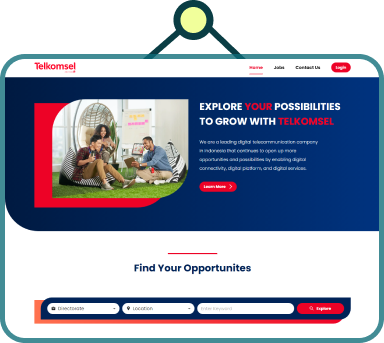 Telkomsel
Home Jobs Contact Us Login
EXPLORE YOUR POSSIBILITIES
TO GROW WITH TELKOMSEL
We are a leading digital telecommunication company
in Indonesia that continues to open up more
opportunities and possibilities by enabling digital
connectivity, digital platform, and digital services.
Learn More
Find Your Opportunites
Directorate Location Enter Keyword Explore